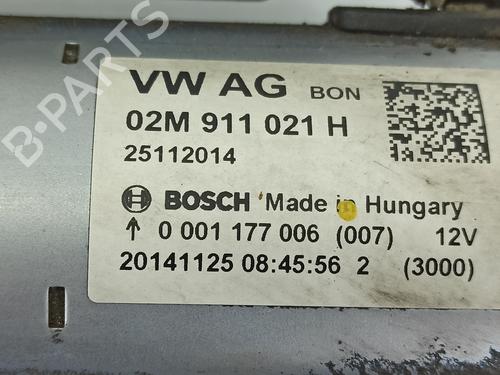 VW AG BON
02M 911 021 H
25112014
BOSCH Made in Hungary
↑ 0 001 177 006 (007) 12V
20141125 08:45:56 2 (3000)